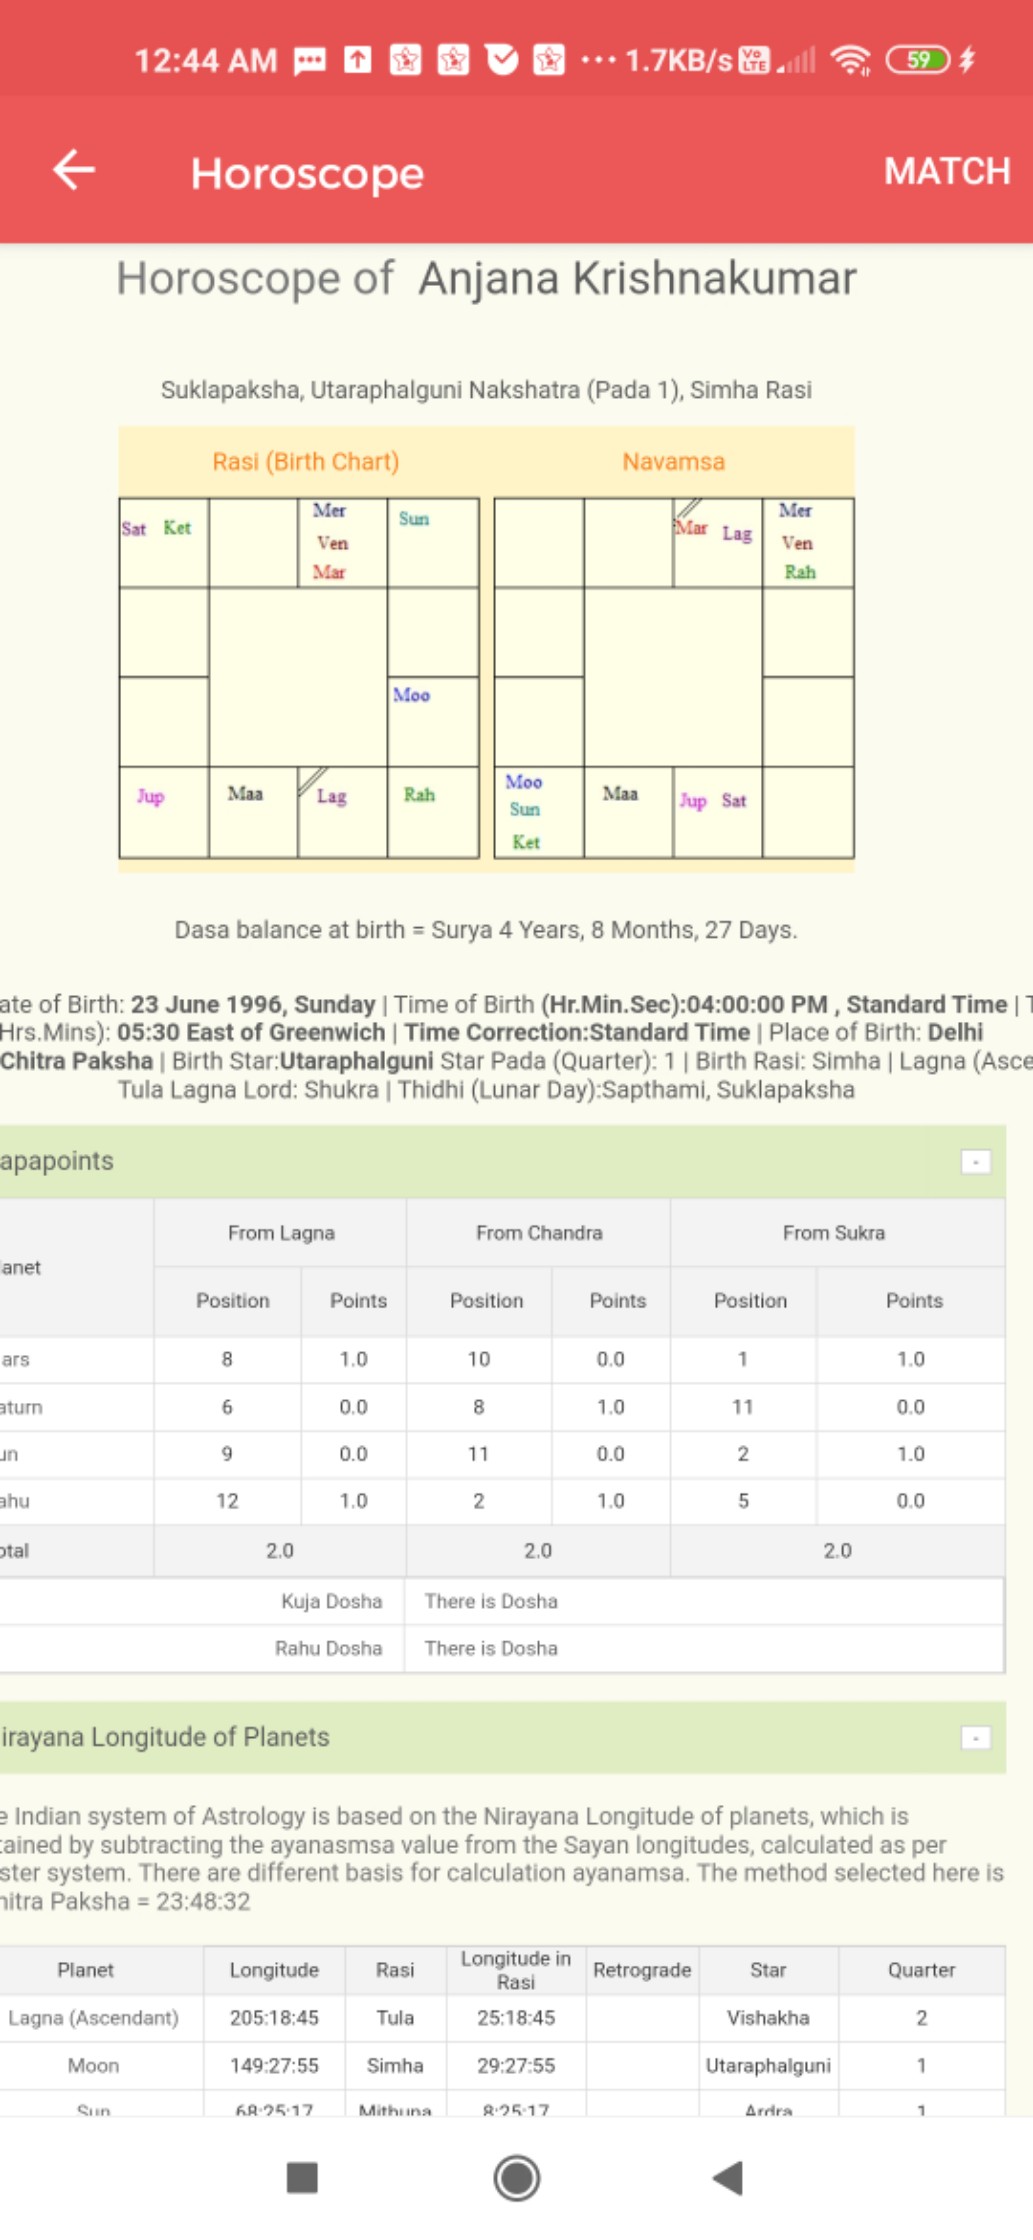 12:44 AM 1.7KB/s Vo LTE 59
Horoscope MATCH
Horoscope of Anjana Krishnakumar
Suklapaksha, Utaraphalguni Nakshatra (Pada 1), Simha Rasi
Rasi (Birth Chart) Navamsa
Sat Ket Mer Ven Mar Sun Mar Lag Mer Ven Rah
Moo
Jup Maa Lag Rah Moo Sun Ket Maa Jup Sat
Dasa balance at birth = Surya 4 Years, 8 Months, 27 Days.
ate of Birth: 23 June 1996, Sunday | Time of Birth (Hr.Min.Sec):04:00:00 PM , Standard Time | T
Hrs.Mins): 05:30 East of Greenwich | Time Correction:Standard Time | Place of Birth: Delhi
Chitra Paksha | Birth Star:Utaraphalguni Star Pada (Quarter): 1 | Birth Rasi: Simha | Lagna (Asce
Tula Lagna Lord: Shukra | Thidhi (Lunar Day):Sapthami, Suklapaksha
apapoints -
lanet From Lagna From Chandra From Sukra
Position Points Position Points Position Points
ars 8 1.0 10 0.0 1 1.0
aturn 6 0.0 8 1.0 11 0.0
un 9 0.0 11 0.0 2 1.0
ahu 12 1.0 2 1.0 5 0.0
otal 2.0 2.0 2.0
Kuja Dosha There is Dosha
Rahu Dosha There is Dosha
irayana Longitude of Planets -
e Indian system of Astrology is based on the Nirayana Longitude of planets, which is
tained by subtracting the ayanasmsa value from the Sayan longitudes, calculated as per
ster system. There are different basis for calculation ayanamsa. The method selected here is
hitra Paksha = 23:48:32
Planet Longitude Rasi Longitude in Rasi Retrograde Star Quarter
Lagna (Ascendant) 205:18:45 Tula 25:18:45 Vishakha 2
Moon 149:27:55 Simha 29:27:55 Utaraphalguni 1
Sun 68:25:17 Mithuna 8:25:17 Ardra 1